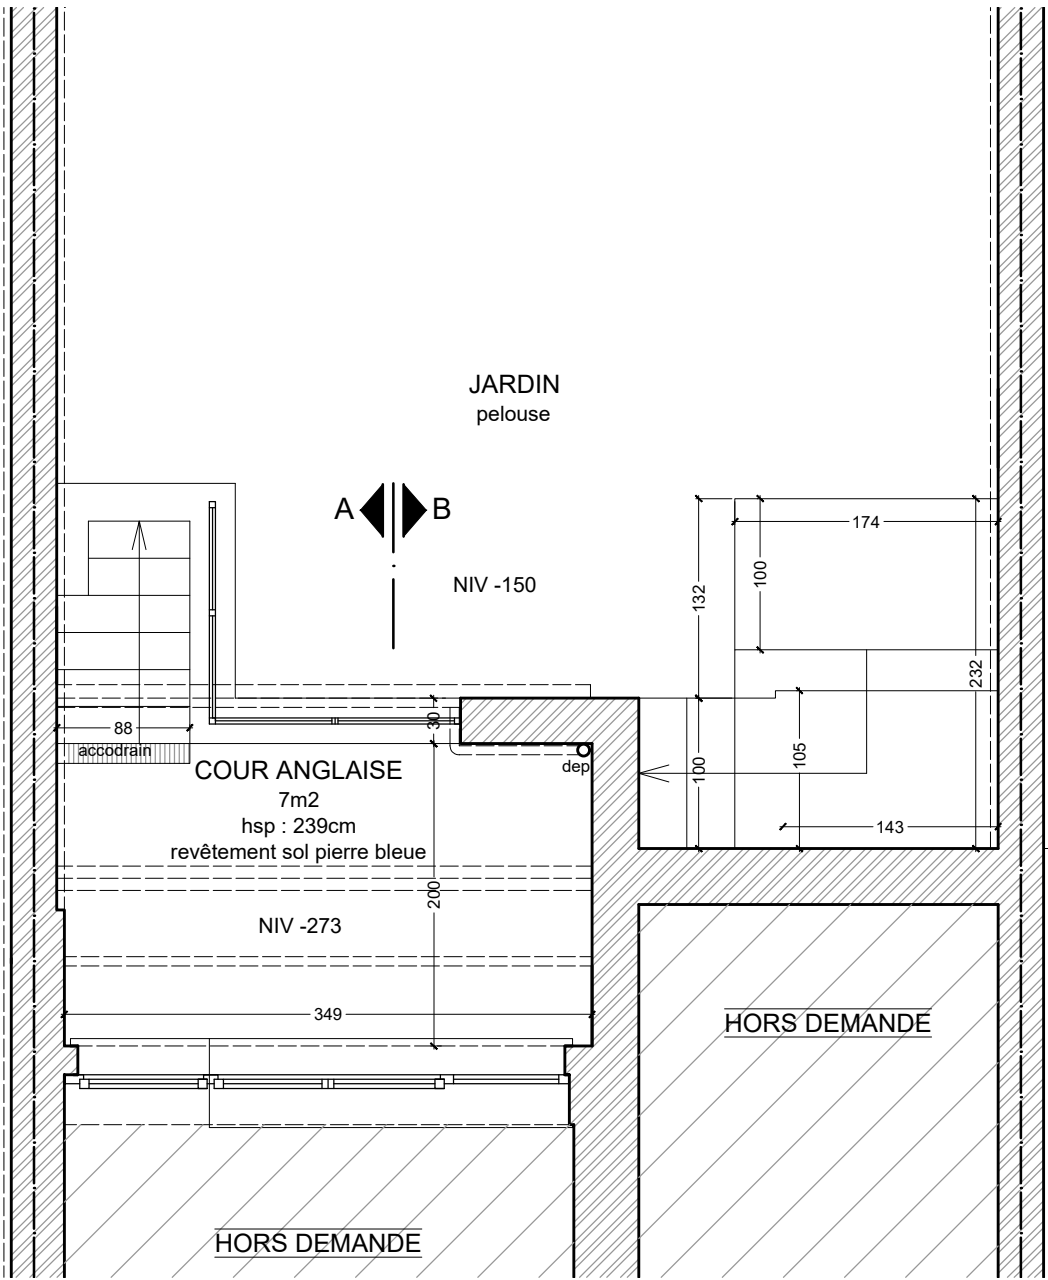 JARDIN
pelouse
A B
NIV -150
174
100
132
232
88
accodrain
30
COUR ANGLAISE
7m2
hsp : 239cm
revêtement sol pierre bleue
dep
100
105
143
200
NIV -273
349
HORS DEMANDE
HORS DEMANDE